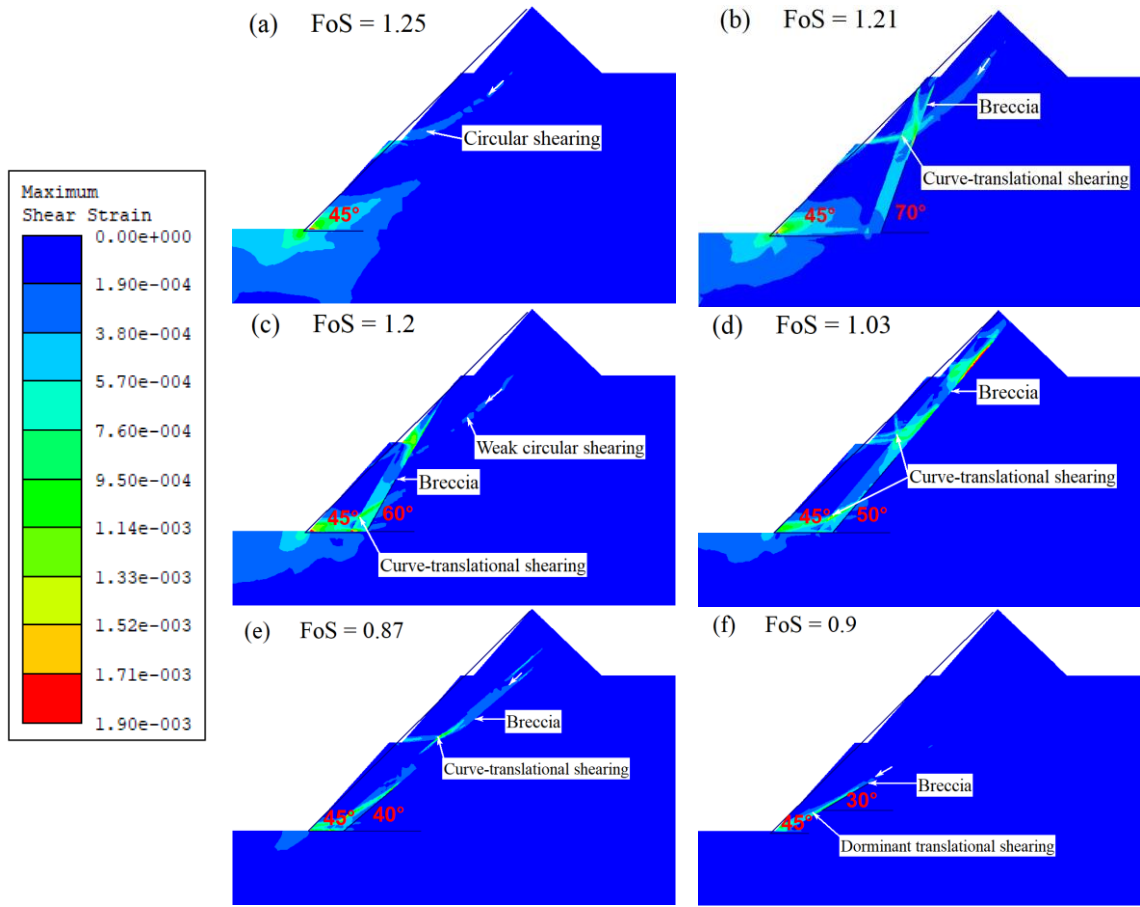 (a) FoS = 1.25
Circular shearing
45°
(b) FoS = 1.21
Breccia
Curve-translational shearing
45° 70°
Maximum
Shear Strain
0.00e+000
1.90e-004
3.80e-004
5.70e-004
7.60e-004
9.50e-004
1.14e-003
1.33e-003
1.52e-003
1.71e-003
1.90e-003
(c) FoS = 1.2
Weak circular shearing
Breccia
45° 60°
Curve-translational shearing
(d) FoS = 1.03
Breccia
Curve-translational shearing
45° 50°
(e) FoS = 0.87
Breccia
Curve-translational shearing
45° 40°
(f) FoS = 0.9
Breccia
30°
45°
Dorminant translational shearing